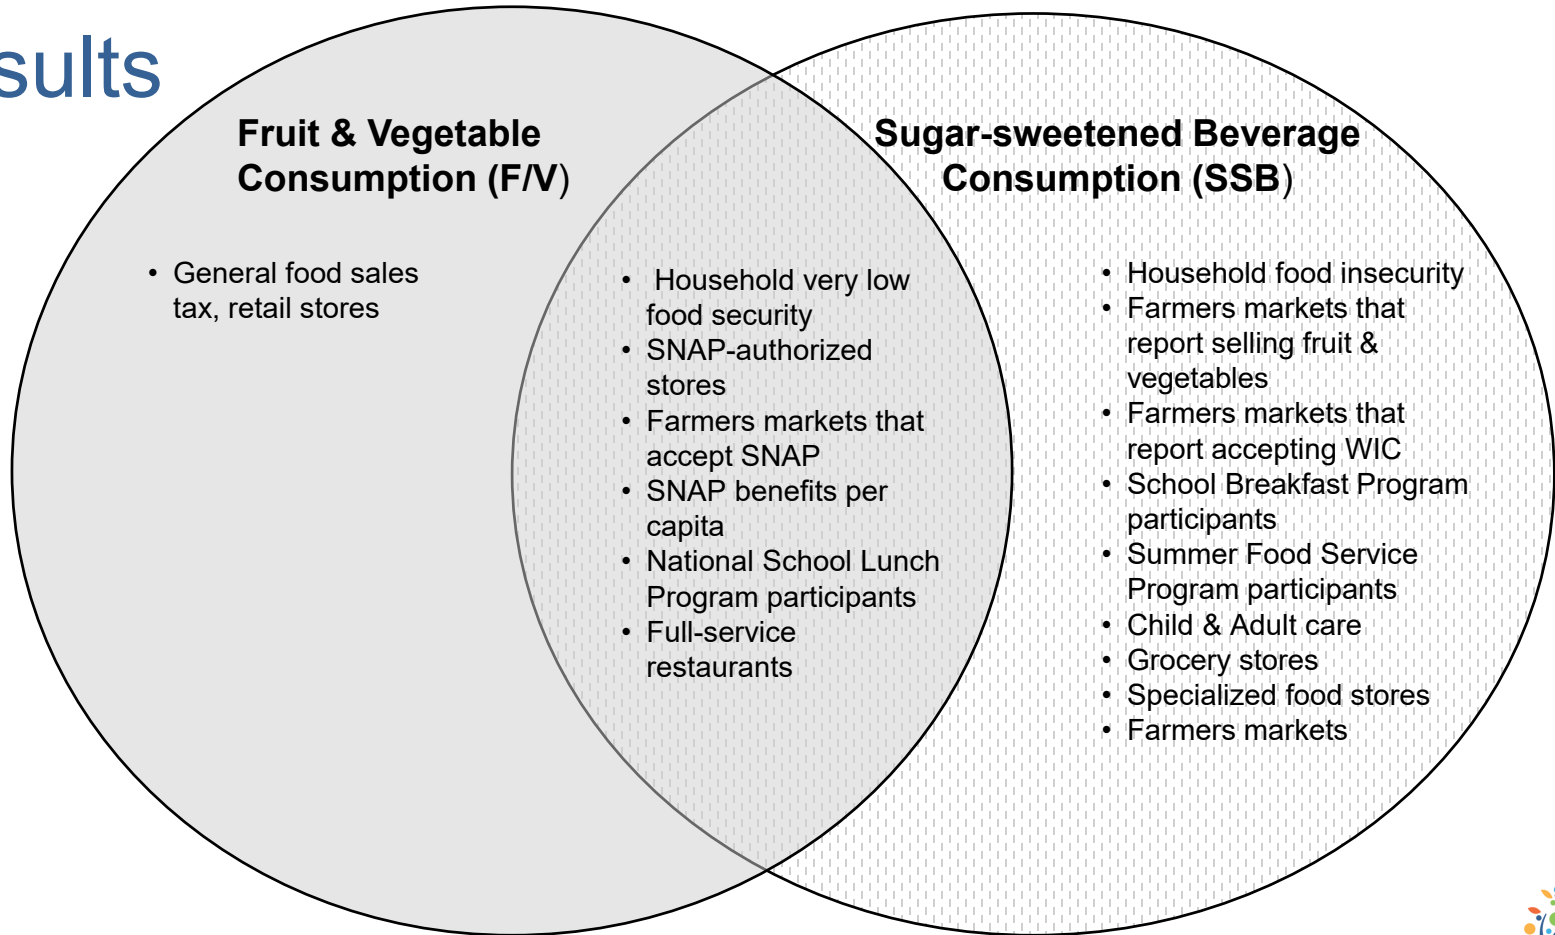 sults
Fruit & Vegetable
Consumption (F/V)
• General food sales
tax, retail stores
• Household very low
food security
• SNAP-authorized
stores
• Farmers markets that
accept SNAP
• SNAP benefits per
capita
• National School Lunch
Program participants
• Full-service
restaurants
Sugar-sweetened Beverage
Consumption (SSB)
• Household food insecurity
• Farmers markets that
report selling fruit &
vegetables
• Farmers markets that
report accepting WIC
• School Breakfast Program
participants
• Summer Food Service
Program participants
• Child & Adult care
• Grocery stores
• Specialized food stores
• Farmers markets